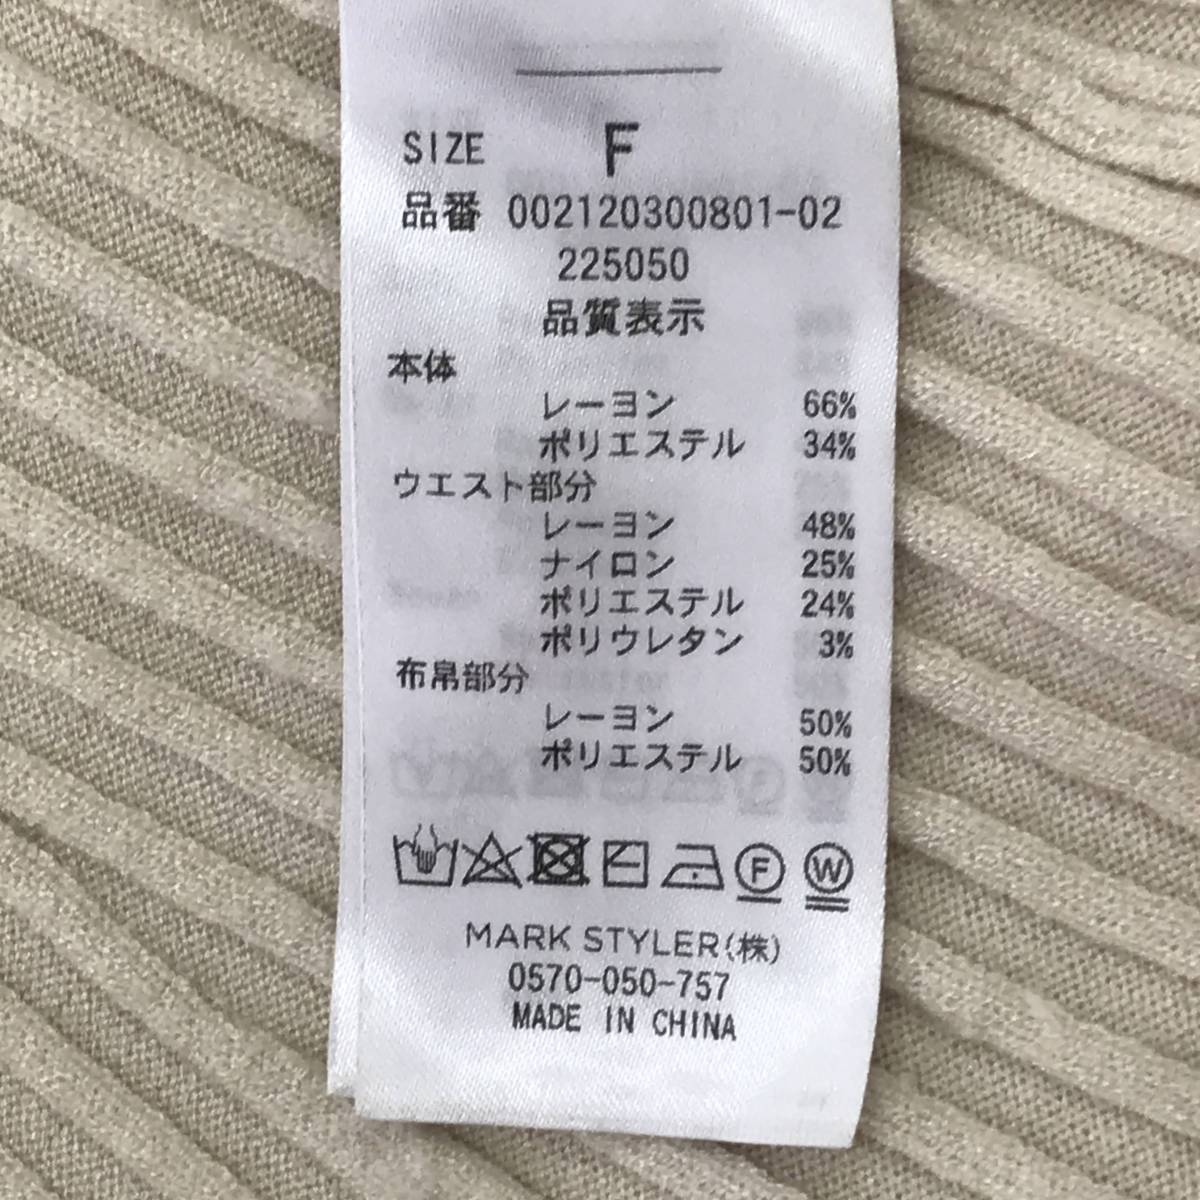 SIZE F
品番 002120300801-02
225050
品質表示
本体
レーヨン 66%
ポリエステル 34%
ウエスト部分
レーヨン 48%
ナイロン 25%
ポリエステル 24%
ポリウレタン 3%
布帛部分
レーヨン 50%
ポリエステル 50%
F W
MARK STYLER(株)
0570-050-757
MADE IN CHINA